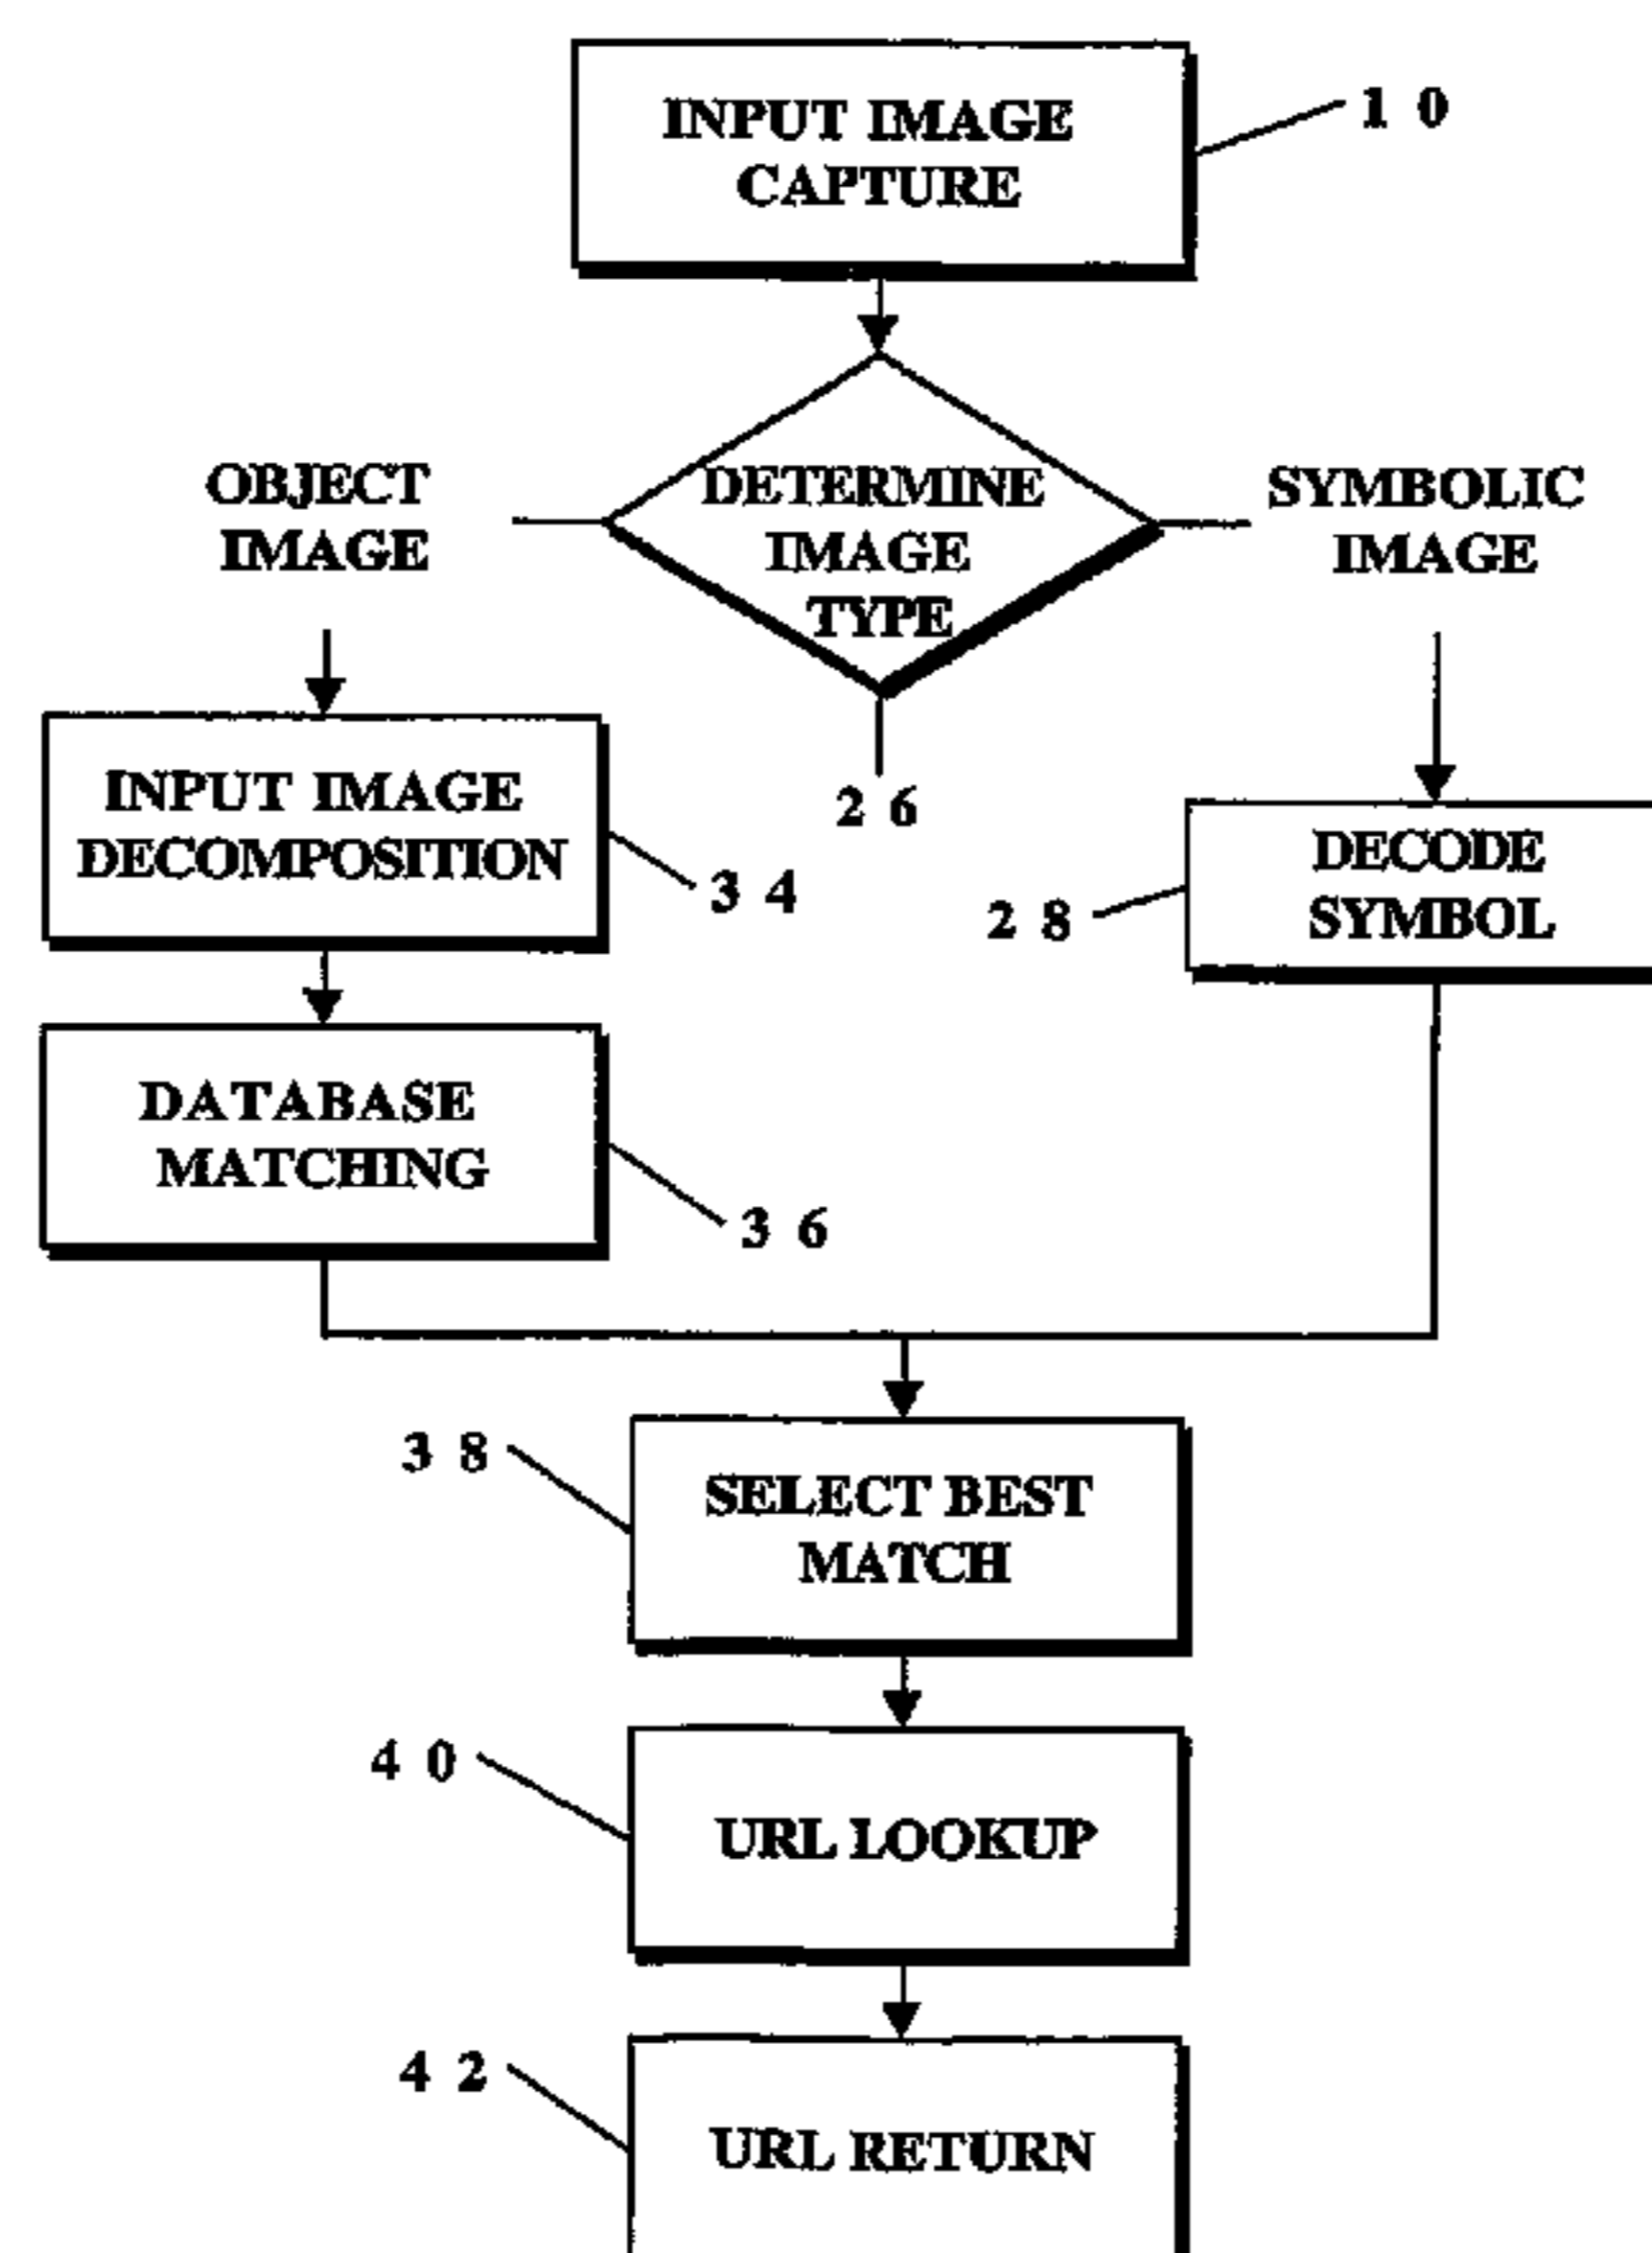 INPUT IMAGE
CAPTURE
1 0
OBJECT
IMAGE
DETERMINE
IMAGE
TYPE
SYMBOLIC
IMAGE
2 6
INPUT IMAGE
DECOMPOSITION
3 4
2 8
DECODE
SYMBOL
DATABASE
MATCHING
3 6
3 8
SELECT BEST
MATCH
4 0
URL LOOKUP
4 2
URL RETURN